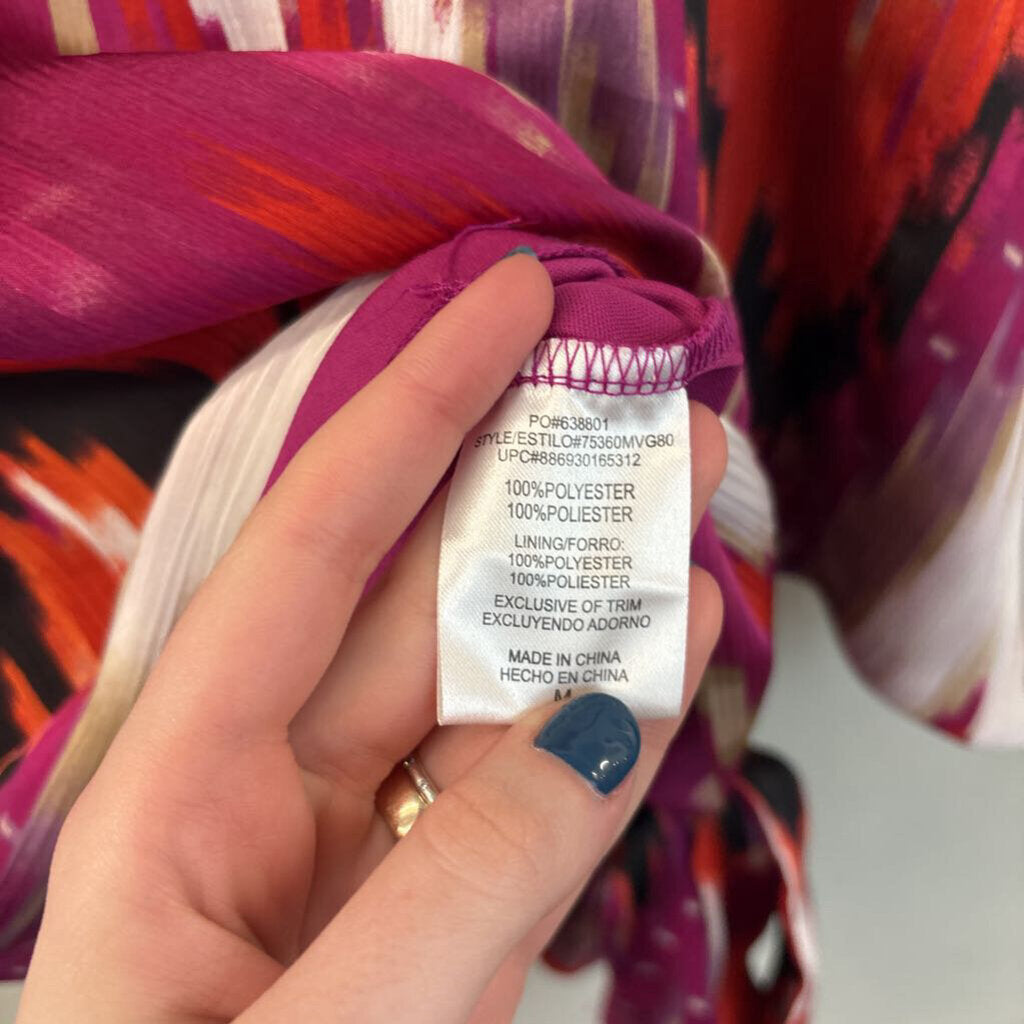 PO#638801
STYLE/ESTILO#75360MVG80
UPC#886930165312
100%POLYESTER
100%POLIESTER
LINING/FORRO:
100%POLYESTER
100%POLIESTER
EXCLUSIVE OF TRIM
EXCLUYENDO ADORNO
MADE IN CHINA
HECHO EN CHINA
M